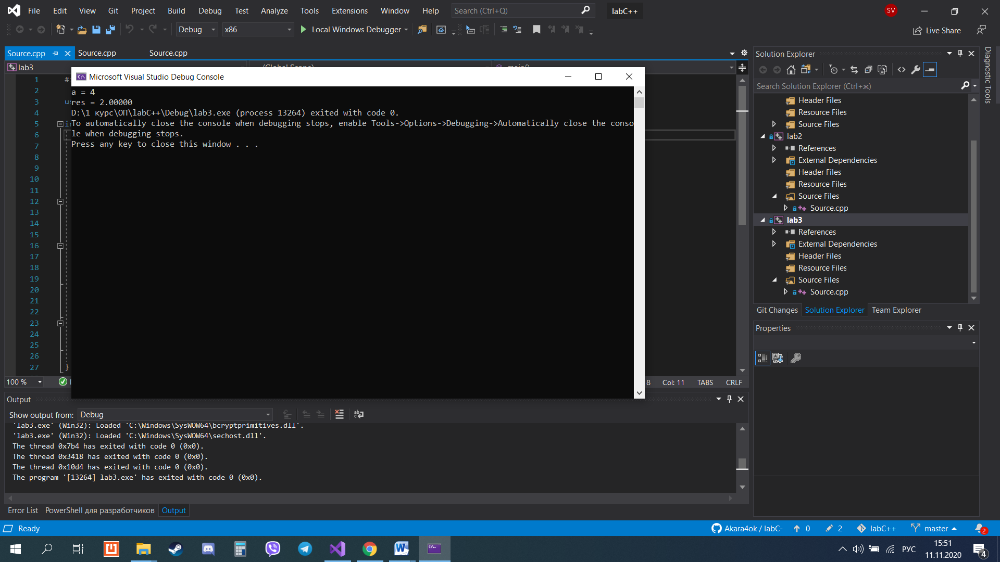 File Edit View Git Project Build Debug Test Analyze Tools Extensions Window Help Search (Ctrl+Q) labC++ SV
Debug x86 Local Windows Debugger Live Share
Source.cpp Source.cpp Source.cpp
lab3
Microsoft Visual Studio Debug Console
a = 4
res = 2.00000
D:\1 курс\ОП\labC++\Debug\lab3.exe (process 13264) exited with code 0.
To automatically close the console when debugging stops, enable Tools->Options->Debugging->Automatically close the conso
le when debugging stops.
Press any key to close this window . . .
1
2
3
4
5
6
7
8
9
10
11
12
13
14
15
16
17
18
19
20
21
22
23
24
25
26
27 }
100 % 8 Col: 11 TABS CRLF
Solution Explorer
Search Solution Explorer (Ctrl+ж)
Header Files
Resource Files
Source Files
lab2
References
External Dependencies
Header Files
Resource Files
Source Files
Source.cpp
lab3
References
External Dependencies
Header Files
Resource Files
Source Files
Source.cpp
Git Changes Solution Explorer Team Explorer
Properties
Diagnostic Tools
Output
Show output from: Debug
'lab3.exe' (Win32): Loaded 'C:\Windows\SysWOW64\bcryptprimitives.dll'.
'lab3.exe' (Win32): Loaded 'C:\Windows\SysWOW64\sechost.dll'.
The thread 0x7b4 has exited with code 0 (0x0).
The thread 0x3418 has exited with code 0 (0x0).
The thread 0x10d4 has exited with code 0 (0x0).
The program '[13264] lab3.exe' has exited with code 0 (0x0).
Error List PowerShell для разработчиков Output
Ready Akara4ok / labC- 0 2 labC++ master 2
РУС 15:51
11.11.2020 4